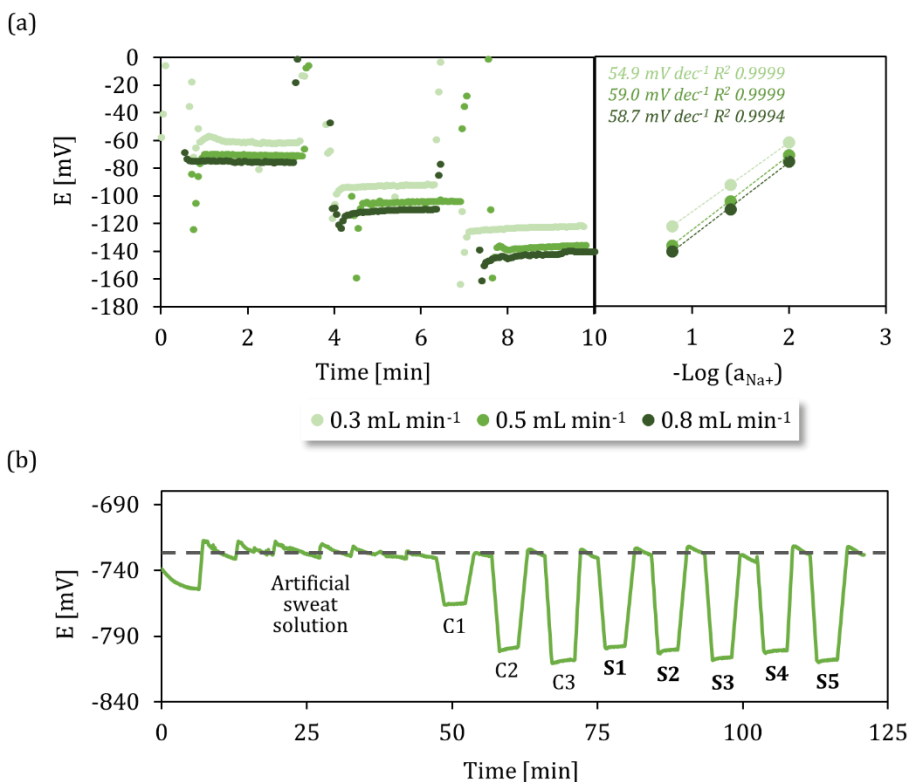 (a)
0
-20
-40
-60
-80
-100
-120
-140
-160
-180
E [mV]
0 2 4 6 8 10
Time [min]
54.9 mV dec⁻¹ R² 0.9999
59.0 mV dec⁻¹ R² 0.9999
58.7 mV dec⁻¹ R² 0.9994
1 2 3
-Log (aNa+)
0.3 mL min⁻¹ 0.5 mL min⁻¹ 0.8 mL min⁻¹
(b)
-690
-740
-790
-840
E [mV]
Artificial
sweat
solution
C1
C2
C3
S1
S2
S3
S4
S5
0 25 50 75 100 125
Time [min]